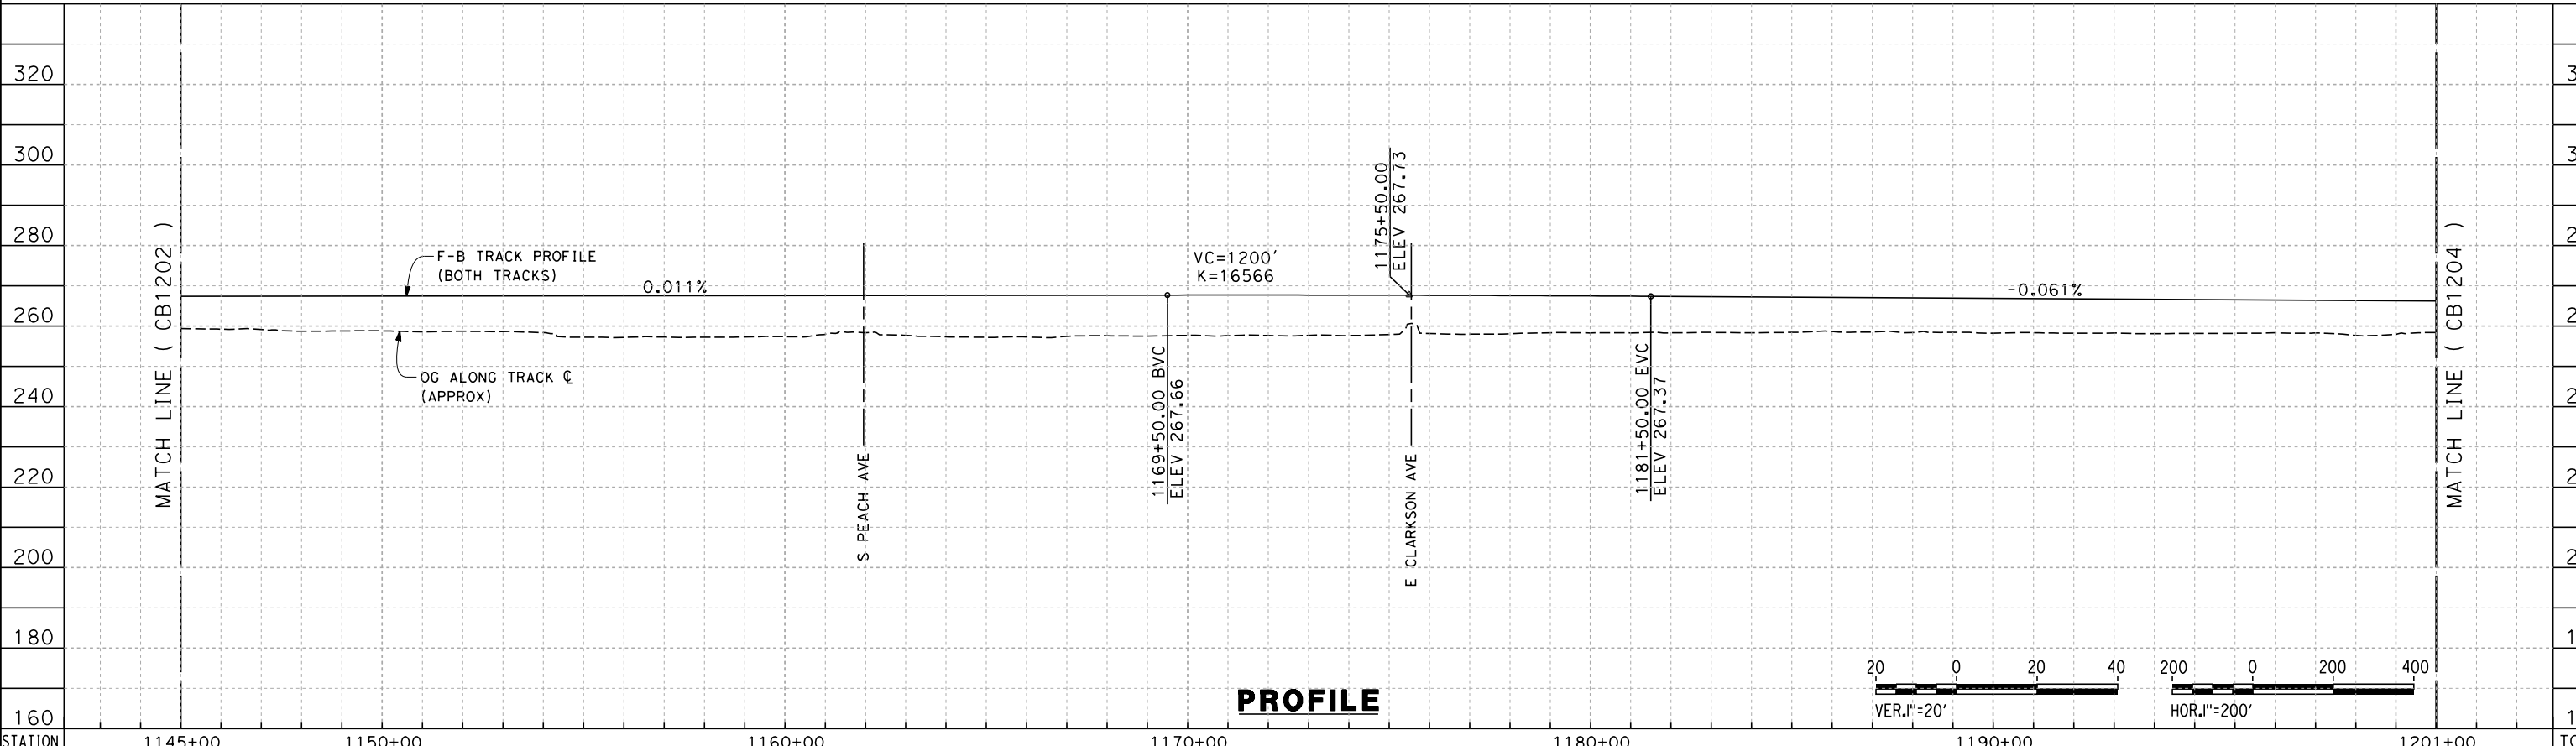 320
300
280
260
240
220
200
180
160
MATCH LINE ( CB1202 )
F-B TRACK PROFILE
(BOTH TRACKS)
0.011%
OG ALONG TRACK ℄
(APPROX)
S PEACH AVE
1169+50.00 BVC
ELEV 267.66
VC=1200'
K=16566
1175+50.00
ELEV 267.73
E CLARKSON AVE
1181+50.00 EVC
ELEV 267.37
-0.061%
MATCH LINE ( CB1204 )
20 0 20 40
VER.1"=20'
200 0 200 400
HOR.1"=200'
PROFILE
STATION 1145+00 1150+00 1160+00 1170+00 1180+00 1190+00 1201+00